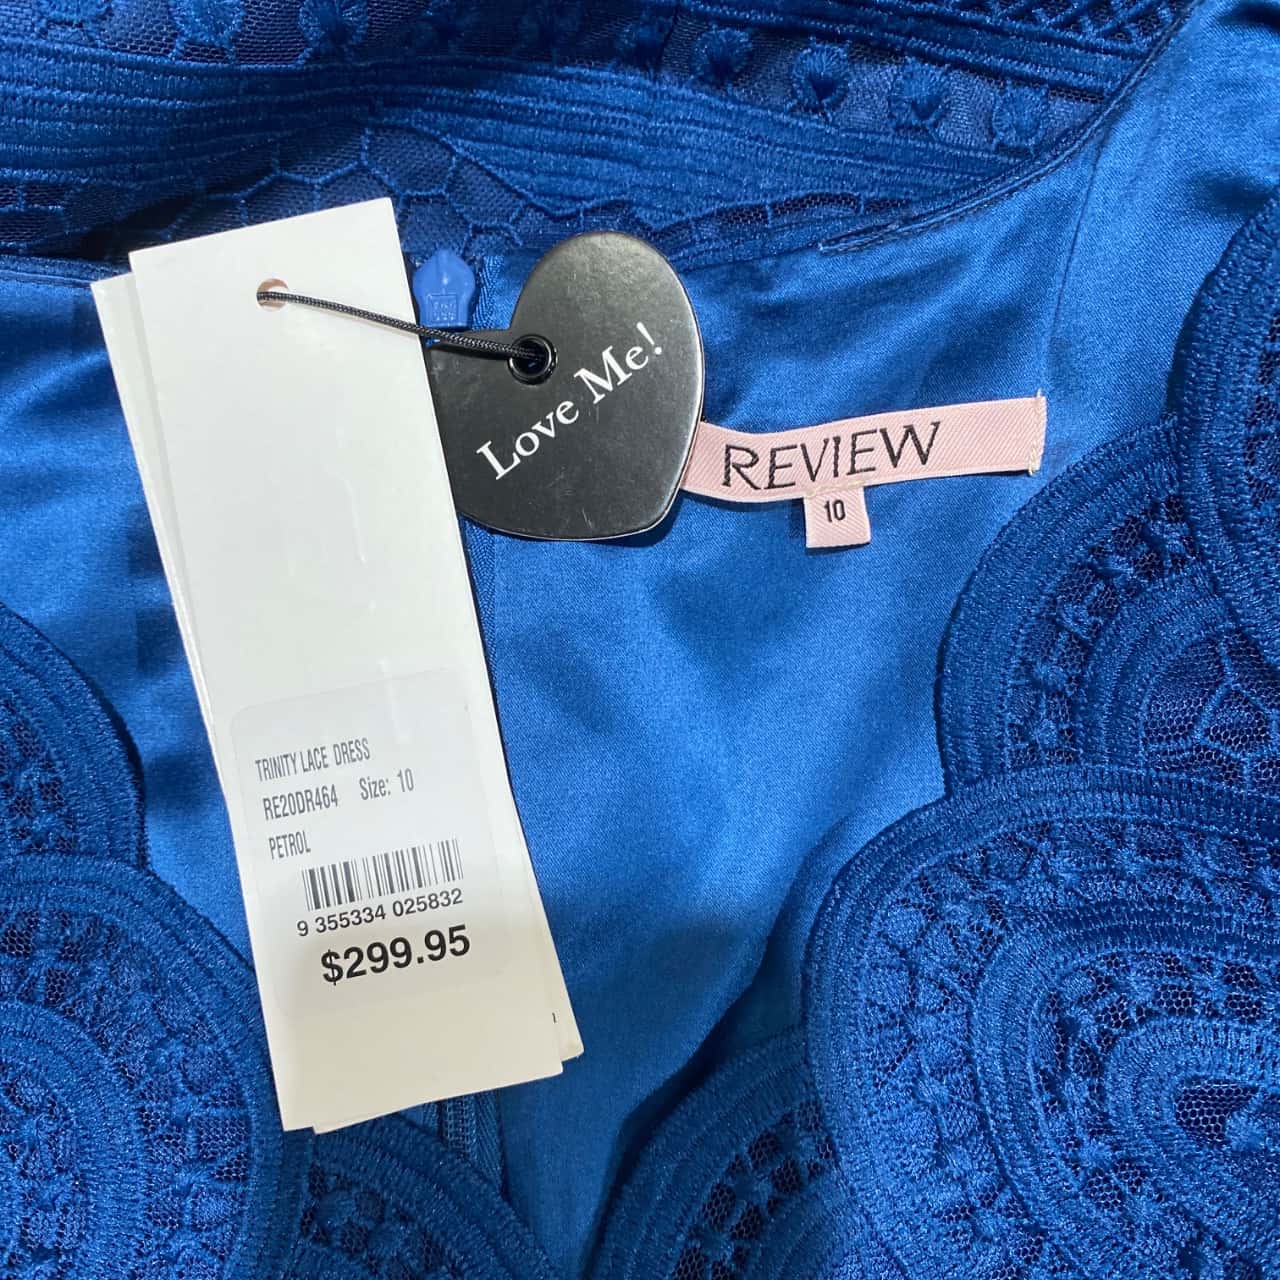 Love Me!
REVIEW
10
TRINITY LACE DRESS
RE20DR464 Size: 10
PETROL
9 355334 025832
$299.95